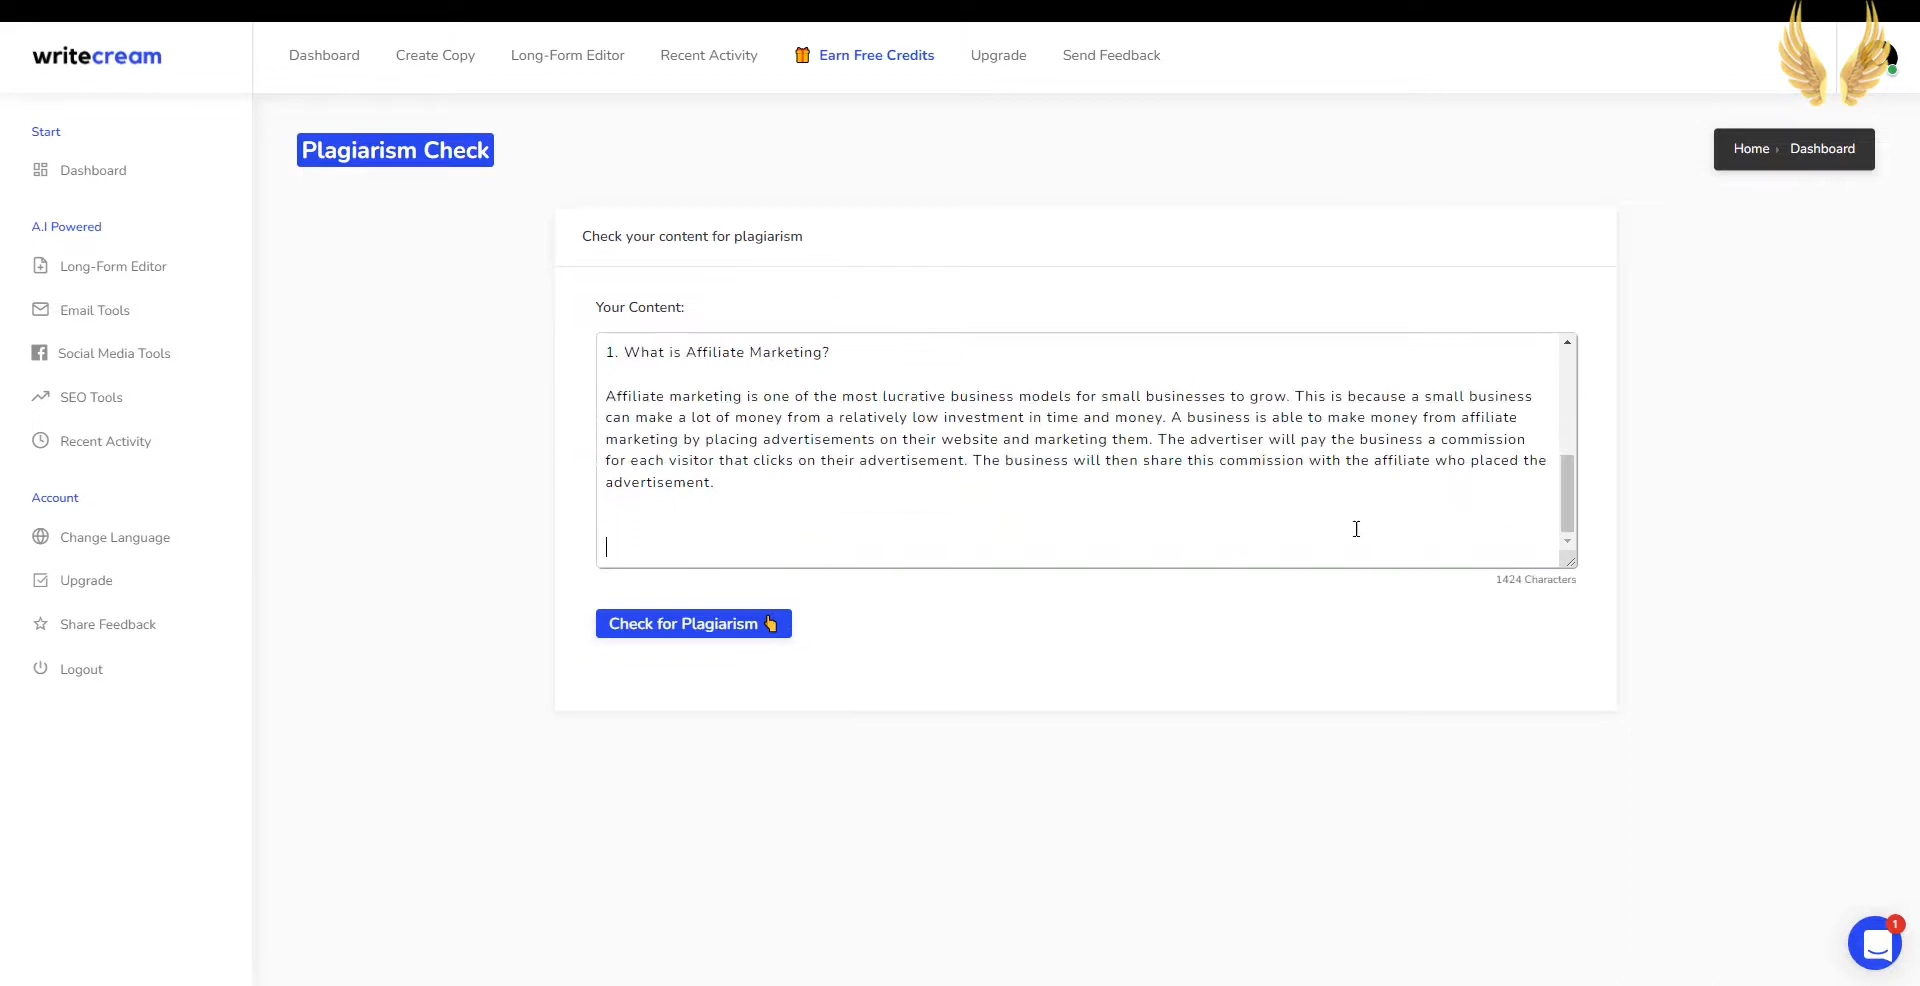 writecream
Dashboard
Create Copy
Long-Form Editor
Recent Activity
Earn Free Credits
Upgrade
Send Feedback
Start
Dashboard
A.I Powered
Long-Form Editor
Email Tools
Social Media Tools
SEO Tools
Recent Activity
Account
Change Language
Upgrade
Share Feedback
Logout
Plagiarism Check
Home › Dashboard
Check your content for plagiarism
Your Content:
1. What is Affiliate Marketing?
Affiliate marketing is one of the most lucrative business models for small businesses to grow. This is because a small business
can make a lot of money from a relatively low investment in time and money. A business is able to make money from affiliate
marketing by placing advertisements on their website and marketing them. The advertiser will pay the business a commission
for each visitor that clicks on their advertisement. The business will then share this commission with the affiliate who placed the
advertisement.
1424 Characters
Check for Plagiarism
1